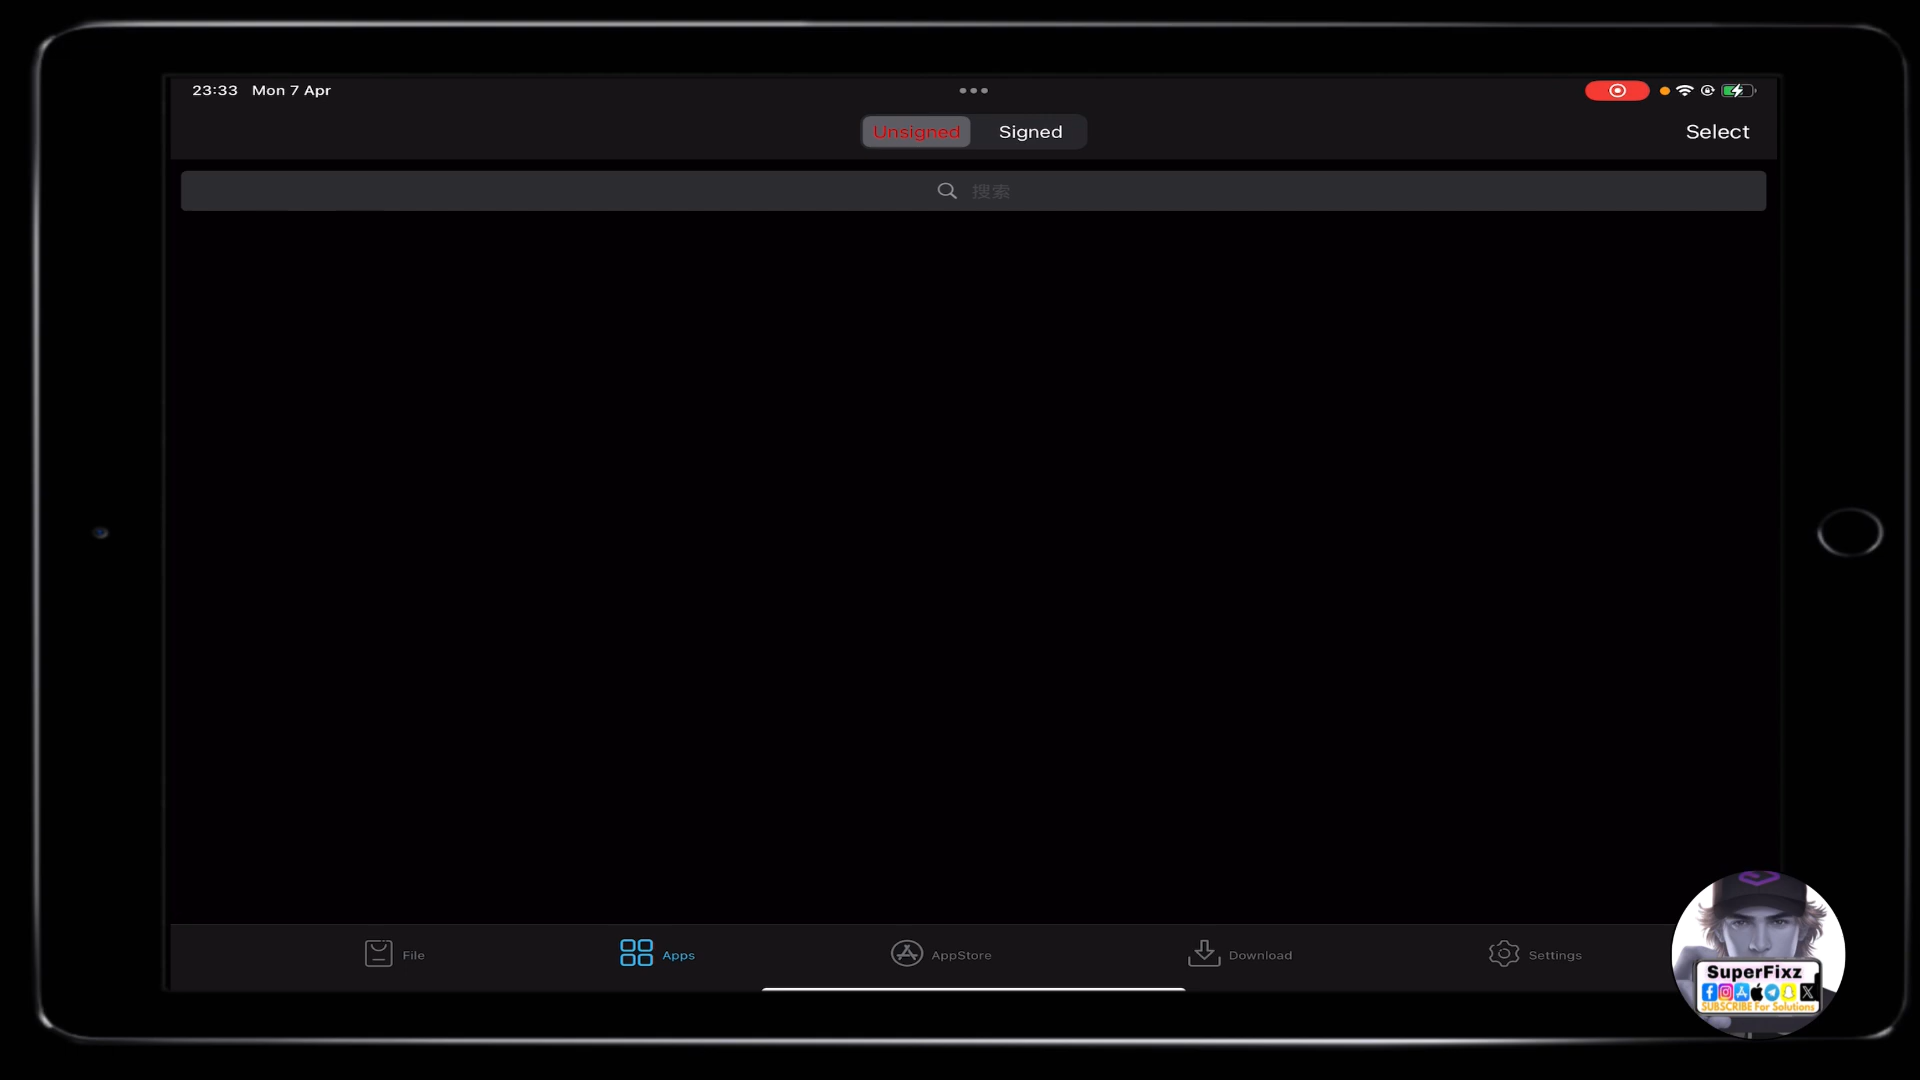 23:33 Mon 7 Apr
Unsigned Signed
Select
搜索
File
Apps
AppStore
Download
Settings
SuperFixz
SUBSCRIBE For Solutions